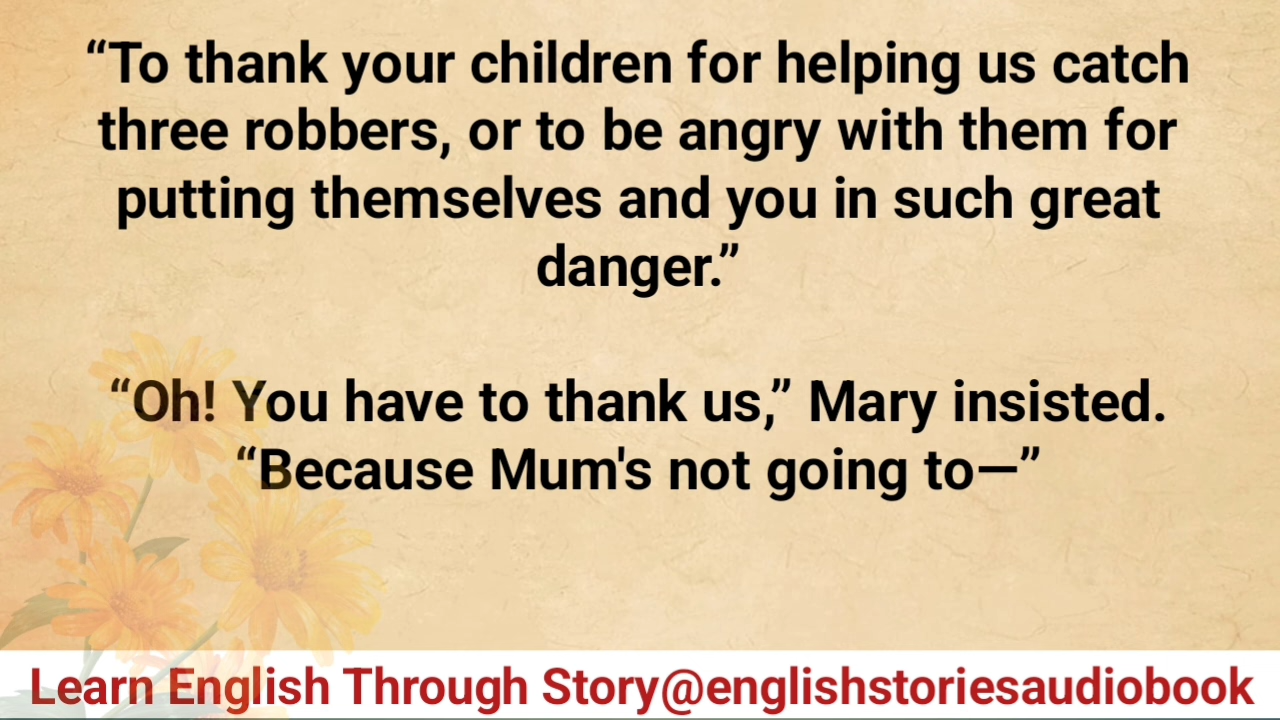 “To thank your children for helping us catch
three robbers, or to be angry with them for
putting themselves and you in such great
danger.”
“Oh! You have to thank us,” Mary insisted.
“Because Mum's not going to—”
Learn English Through Story@englishstoriesaudiobook